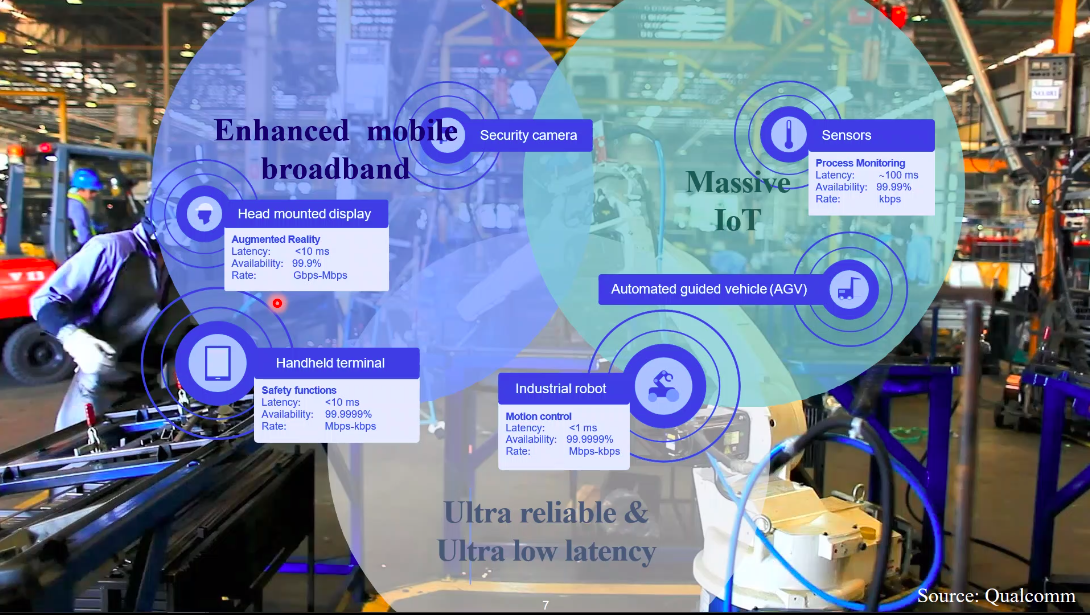 Enhanced mobile
broadband
Security camera
Head mounted display
Augmented Reality
Latency: <10 ms
Availability: 99.9%
Rate: Gbps-Mbps
Handheld terminal
Safety functions
Latency: <10 ms
Availability: 99.9999%
Rate: Mbps-kbps
Sensors
Process Monitoring
Latency: ~100 ms
Availability: 99.99%
Rate: kbps
Massive
IoT
Automated guided vehicle (AGV)
Industrial robot
Motion control
Latency: <1 ms
Availability: 99.9999%
Rate: Mbps-kbps
Ultra reliable &
Ultra low latency
7
Source: Qualcomm